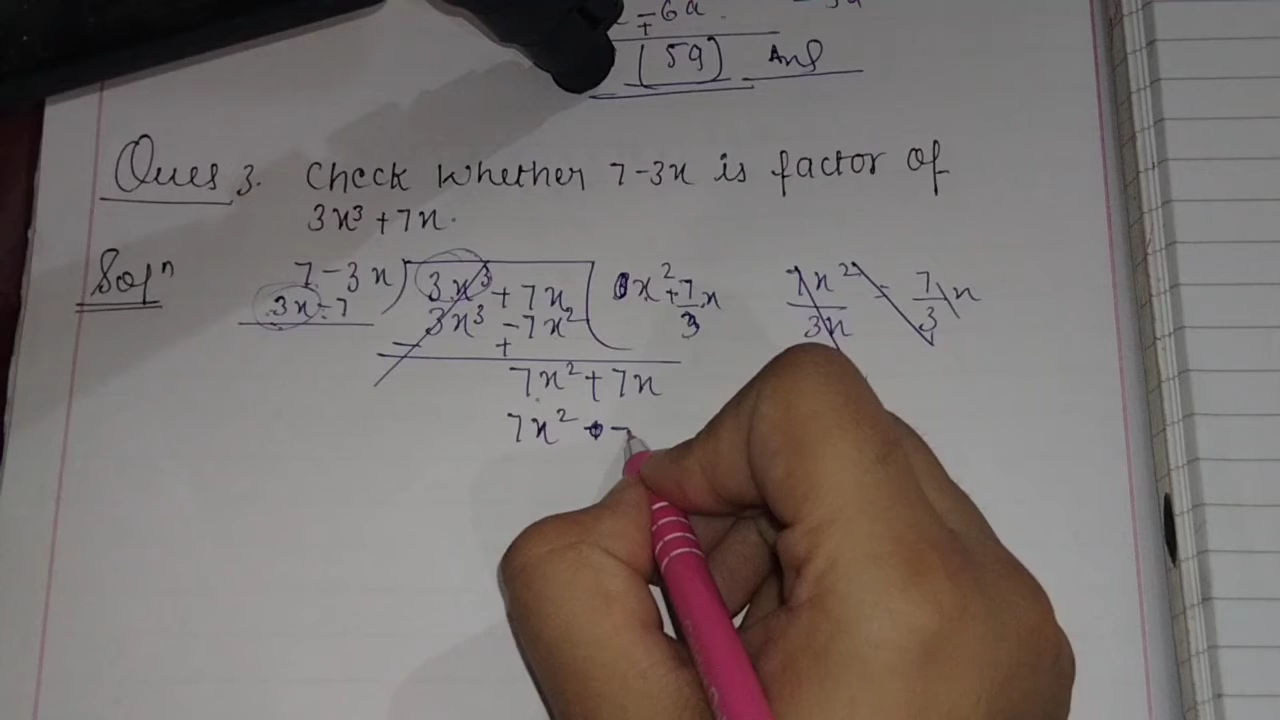 (59) Ans
Ques 3. Check whether 7-3x is factor of
3x³ + 7x.
Solⁿ
7-3x) 3x³ + 7x ( x² + 7/3 x
3x-7
3x³ - 7x²
- +
7x² + 7x
7x² -
7x²/3x = 7/3 x